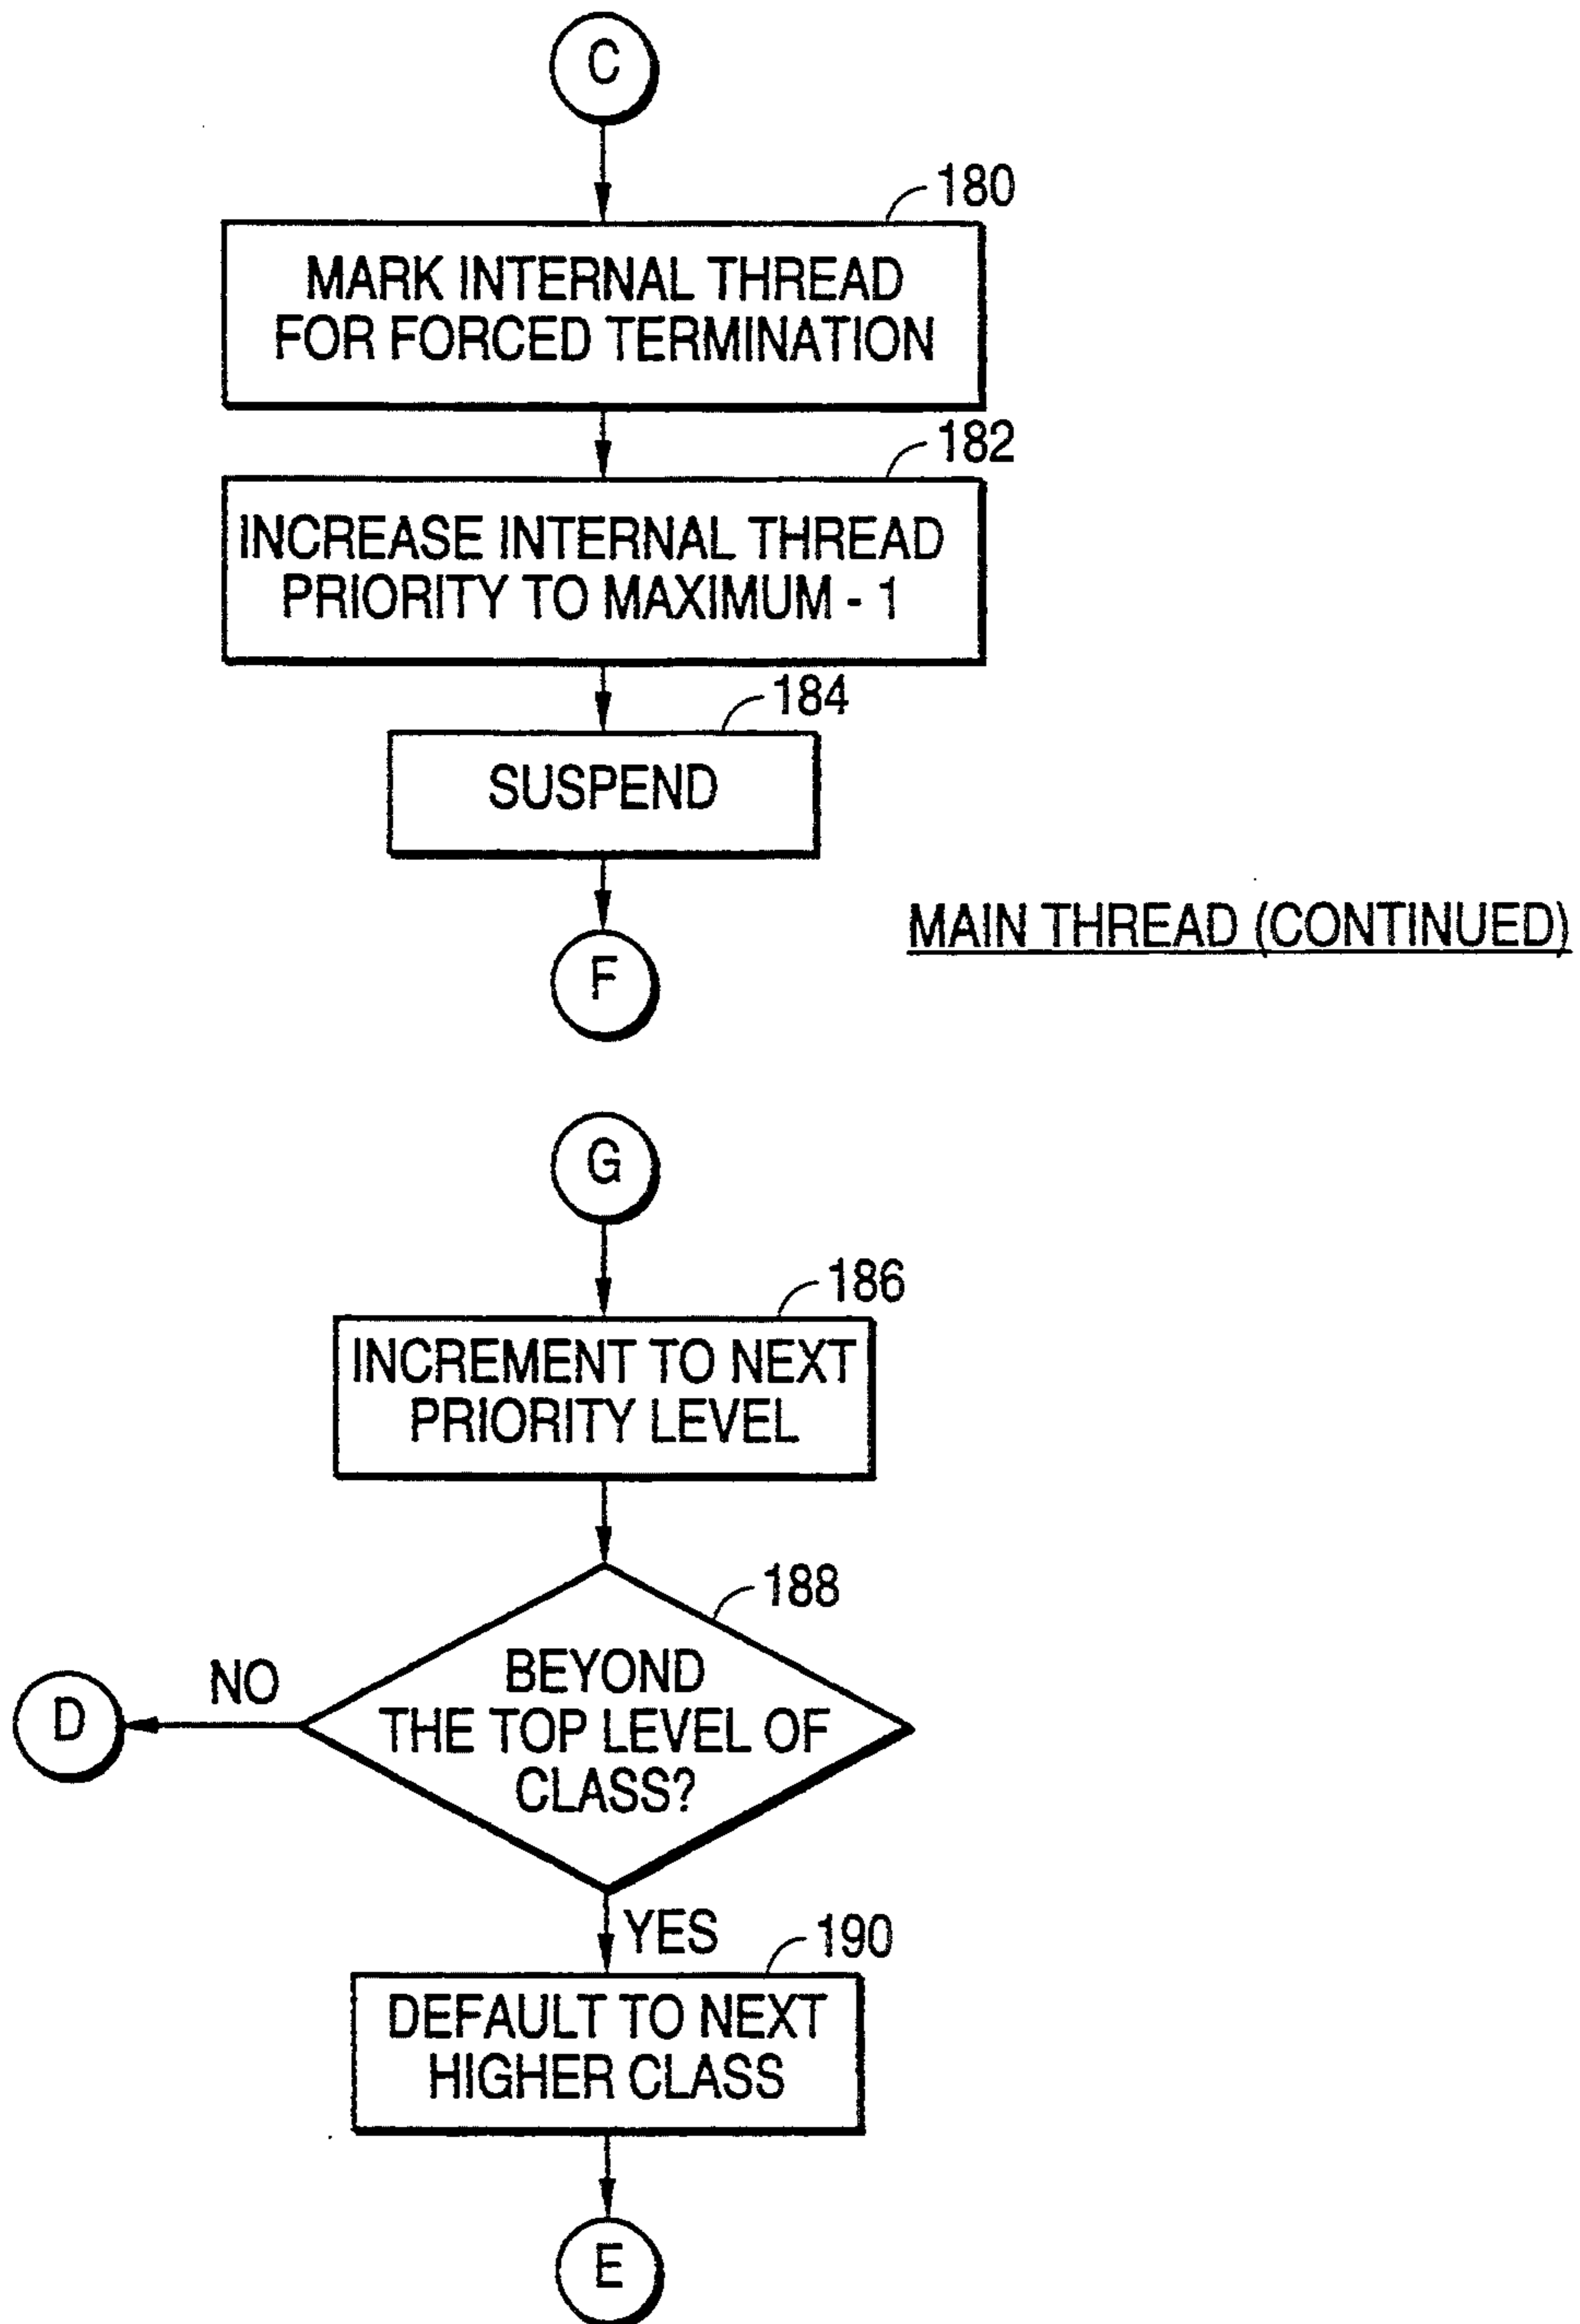 C
180
MARK INTERNAL THREAD
FOR FORCED TERMINATION
182
INCREASE INTERNAL THREAD
PRIORITY TO MAXIMUM - 1
184
SUSPEND
MAIN THREAD (CONTINUED)
F
G
186
INCREMENT TO NEXT
PRIORITY LEVEL
188
BEYOND
THE TOP LEVEL OF
CLASS?
NO
D
YES
190
DEFAULT TO NEXT
HIGHER CLASS
E